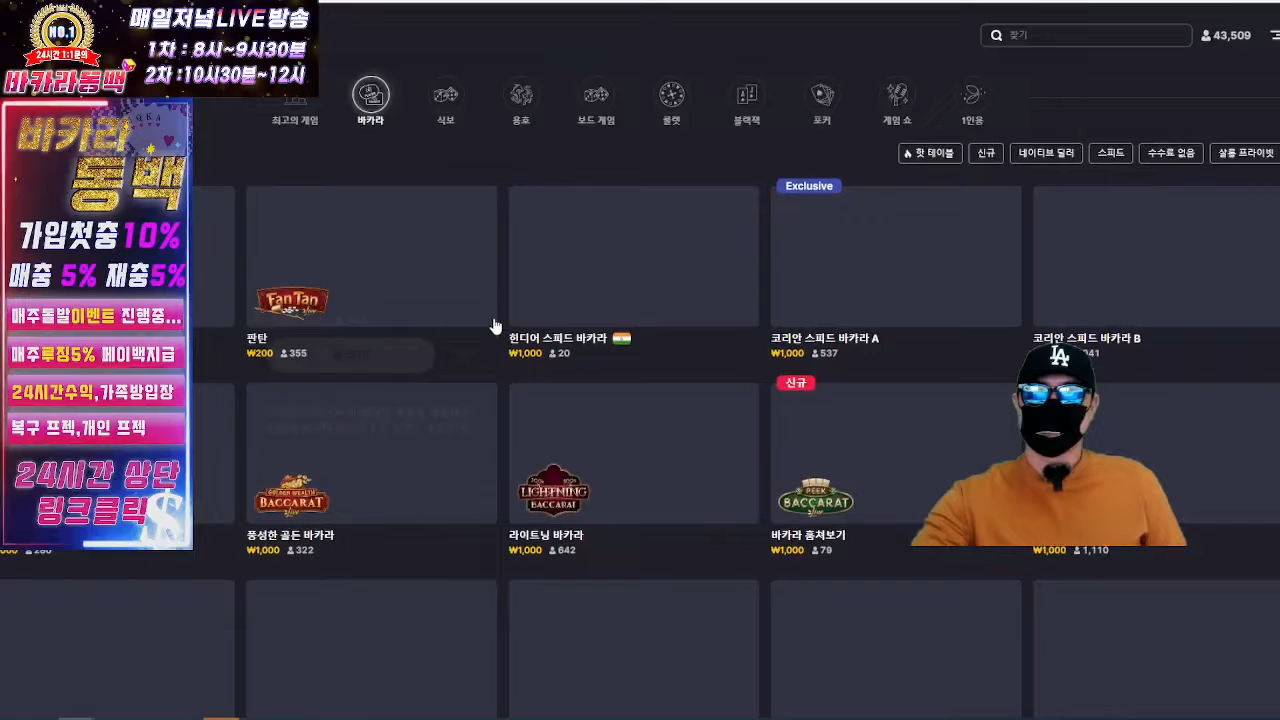 NO.1
24시간 1:1문의
바카라통백
매일저녁LIVE방송
1차 : 8시~9시30분
2차 :10시30분~12시
찾기
43,509
최고의 게임
바카라
식보
용호
보드 게임
룰렛
블랙잭
포커
게임 쇼
1인용
핫 테이블
신규
네이티브 딜러
스피드
수수료 없음
살롱 프라이빗
바카라
통백
가입첫충10%
매충 5% 재충5%
매주돌발이벤트 진행중...
매주루징5% 페이백지급
24시간수익,가족방입장
복구 프젝,개인 프젝
24시간 상단
링크클릭
Fan Tan
live
판탄
₩200 355
힌디어 스피드 바카라
₩1,000 20
Exclusive
코리안 스피드 바카라 A
₩1,000 537
코리안 스피드 바카라 B
LA
GOLDEN WEALTH
BACCARAT
live
풍성한 골든 바카라
₩1,000 322
LIGHTNING
BACCARAT
라이트닝 바카라
₩1,000 642
신규
PEEK
BACCARAT
live
바카라 훔쳐보기
₩1,000 79
₩1,000 1,110